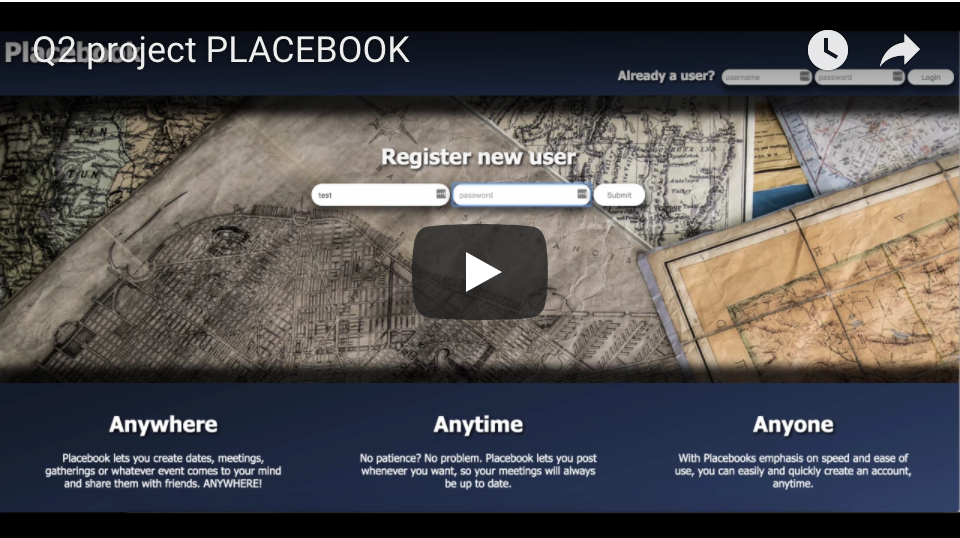 Placebook
Q2 project PLACEBOOK
Already a user? username password Login
Register new user
test password Submit
Anywhere
Placebook lets you create dates, meetings,
gatherings or whatever event comes to your mind
and share them with friends. ANYWHERE!
Anytime
No patience? No problem. Placebook lets you post
whenever you want, so your meetings will always
be up to date.
Anyone
With Placebooks emphasis on speed and ease of
use, you can easily and quickly create an account,
anytime.